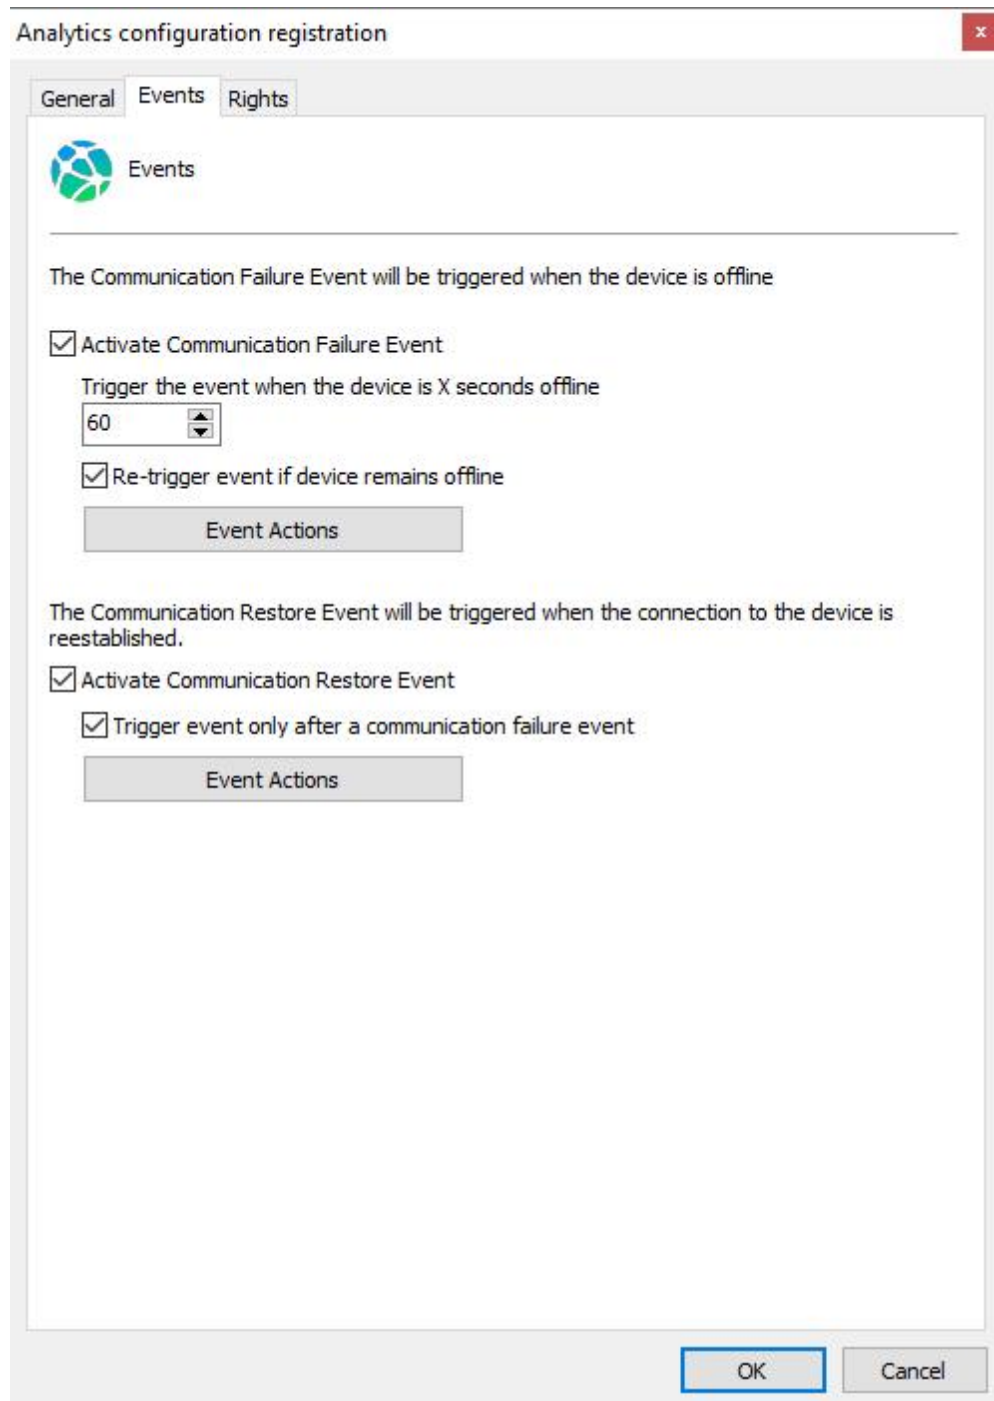 Analytics configuration registration
x
General
Events
Rights
Events
The Communication Failure Event will be triggered when the device is offline
Activate Communication Failure Event
Trigger the event when the device is X seconds offline
60
Re-trigger event if device remains offline
Event Actions
The Communication Restore Event will be triggered when the connection to the device is
reestablished.
Activate Communication Restore Event
Trigger event only after a communication failure event
Event Actions
OK
Cancel